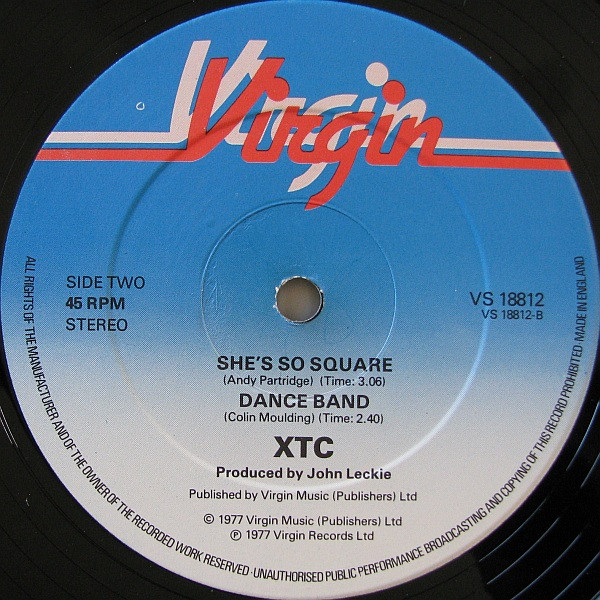 Virgin
SIDE TWO
45 RPM
STEREO
VS 18812
VS 18812-B
SHE'S SO SQUARE
(Andy Partridge) (Time: 3.06)
DANCE BAND
(Colin Moulding) (Time: 2.40)
XTC
Produced by John Leckie
Published by Virgin Music (Publishers) Ltd
© 1977 Virgin Music (Publishers) Ltd
℗ 1977 Virgin Records Ltd
ALL RIGHTS OF THE MANUFACTURER AND OF THE OWNER OF THE RECORDED WORK RESERVED · UNAUTHORISED PUBLIC PERFORMANCE BROADCASTING AND COPYING OF THIS RECORD PROHIBITED MADE IN ENGLAND